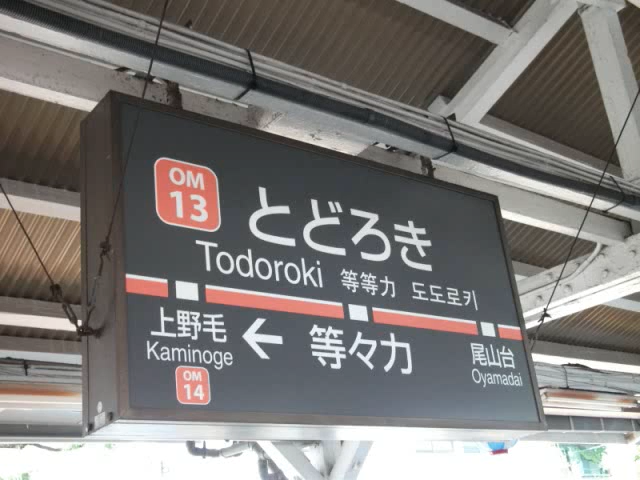 OM
13
とどろき
Todoroki 等等力 도도로키
上野毛 ← 等々力 尾山台
Kaminoge Oyamadai
OM
14